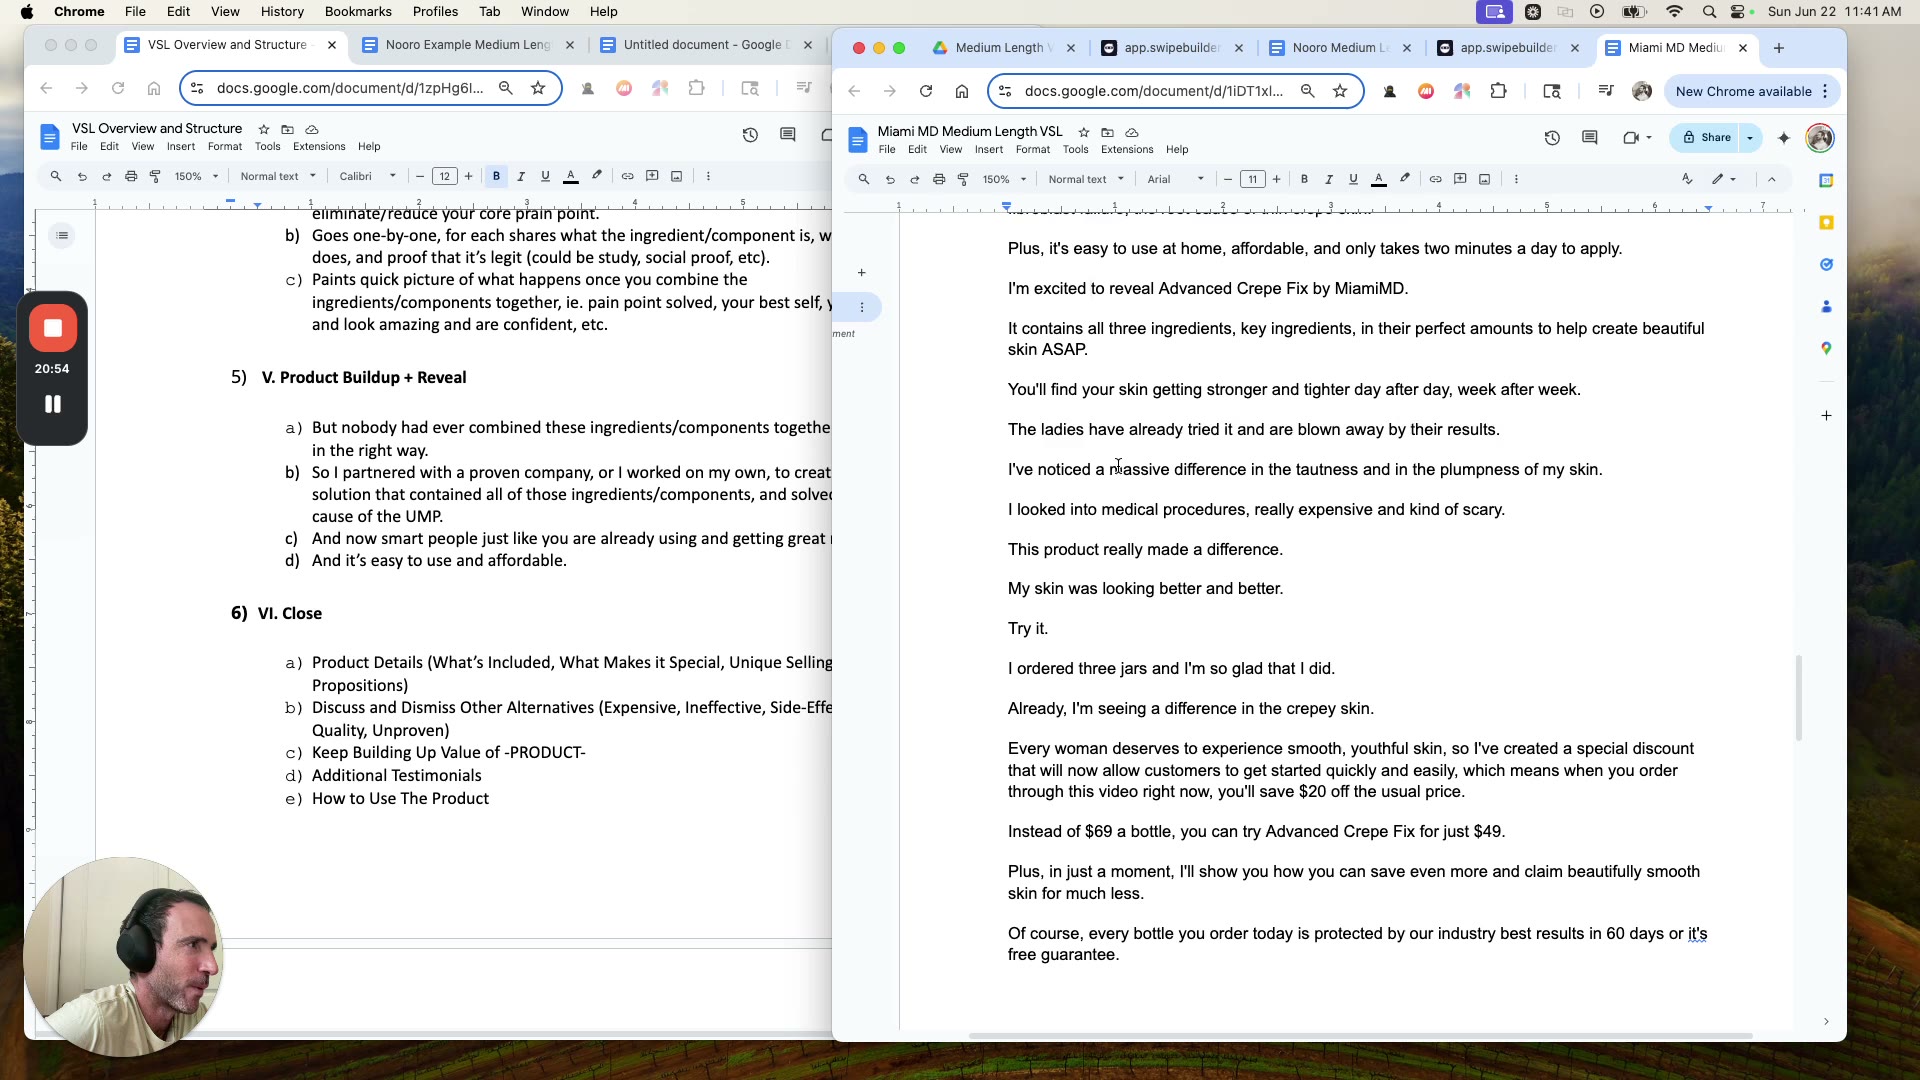 Chrome File Edit View History Bookmarks Profiles Tab Window Help
Sun Jun 22 11:41 AM
VSL Overview and Structure
Nooro Example Medium Leng
Untitled document - Google D
docs.google.com/document/d/1zpHg6l...
VSL Overview and Structure
File Edit View Insert Format Tools Extensions Help
150% Normal text Calibri 12
eliminate/reduce your core prain point.
b) Goes one-by-one, for each shares what the ingredient/component is, w
does, and proof that it's legit (could be study, social proof, etc).
c) Paints quick picture of what happens once you combine the
ingredients/components together, ie. pain point solved, your best self, y
and look amazing and are confident, etc.
5) V. Product Buildup + Reveal
a) But nobody had ever combined these ingredients/components togethe
in the right way.
b) So I partnered with a proven company, or I worked on my own, to creat
solution that contained all of those ingredients/components, and solve
cause of the UMP.
c) And now smart people just like you are already using and getting great
d) And it's easy to use and affordable.
6) VI. Close
a) Product Details (What's Included, What Makes it Special, Unique Selling
Propositions)
b) Discuss and Dismiss Other Alternatives (Expensive, Ineffective, Side-Effe
Quality, Unproven)
c) Keep Building Up Value of -PRODUCT-
d) Additional Testimonials
e) How to Use The Product
20:54
Medium Length V
app.swipebuilder
Nooro Medium L
app.swipebuilder
Miami MD Mediu
docs.google.com/document/d/1iDT1xl...
New Chrome available
Miami MD Medium Length VSL
Share
File Edit View Insert Format Tools Extensions Help
150% Normal text Arial 11
ment
Plus, it's easy to use at home, affordable, and only takes two minutes a day to apply.
I'm excited to reveal Advanced Crepe Fix by MiamiMD.
It contains all three ingredients, key ingredients, in their perfect amounts to help create beautiful
skin ASAP.
You'll find your skin getting stronger and tighter day after day, week after week.
The ladies have already tried it and are blown away by their results.
I've noticed a massive difference in the tautness and in the plumpness of my skin.
I looked into medical procedures, really expensive and kind of scary.
This product really made a difference.
My skin was looking better and better.
Try it.
I ordered three jars and I'm so glad that I did.
Already, I'm seeing a difference in the crepey skin.
Every woman deserves to experience smooth, youthful skin, so I've created a special discount
that will now allow customers to get started quickly and easily, which means when you order
through this video right now, you'll save $20 off the usual price.
Instead of $69 a bottle, you can try Advanced Crepe Fix for just $49.
Plus, in just a moment, I'll show you how you can save even more and claim beautifully smooth
skin for much less.
Of course, every bottle you order today is protected by our industry best results in 60 days or it's
free guarantee.